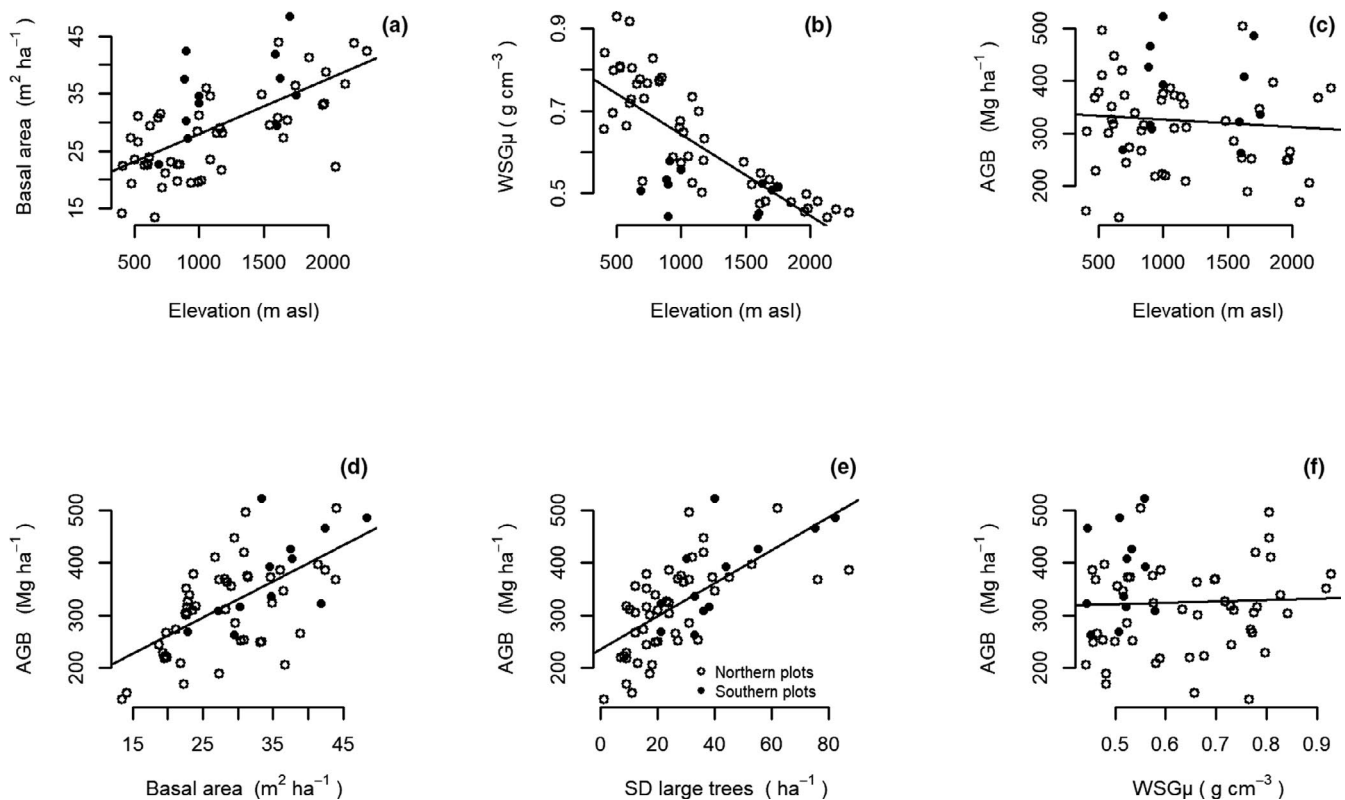 (a)
Basal area (m² ha⁻¹)
45
35
25
15
500 1000 1500 2000
Elevation (m asl)
(b)
WSGμ ( g cm⁻³)
0.9
0.7
0.5
500 1000 1500 2000
Elevation (m asl)
(c)
AGB (Mg ha⁻¹)
500
400
300
200
500 1000 1500 2000
Elevation (m asl)
(d)
AGB (Mg ha⁻¹)
500
400
300
200
15 25 35 45
Basal area (m² ha⁻¹)
(e)
AGB (Mg ha⁻¹)
500
400
300
200
Northern plots
Southern plots
0 20 40 60 80
SD large trees ( ha⁻¹)
(f)
AGB (Mg ha⁻¹)
500
400
300
200
0.5 0.6 0.7 0.8 0.9
WSGμ ( g cm⁻³)